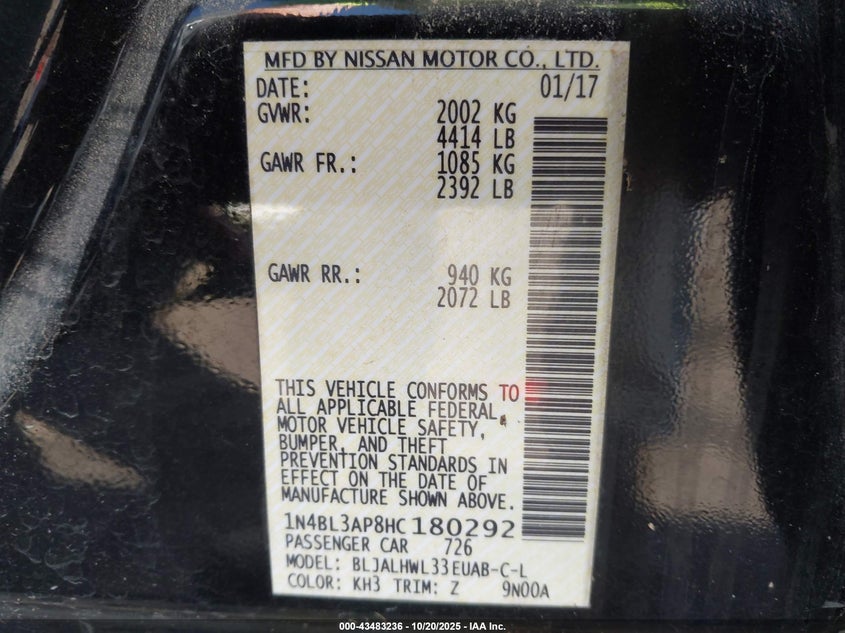 MFD BY NISSAN MOTOR CO., LTD.
DATE: 01/17
GVWR: 2002 KG
4414 LB
GAWR FR.: 1085 KG
2392 LB
GAWR RR.: 940 KG
2072 LB
THIS VEHICLE CONFORMS TO
ALL APPLICABLE FEDERAL
MOTOR VEHICLE SAFETY,
BUMPER, AND THEFT
PREVENTION STANDARDS IN
EFFECT ON THE DATE OF
MANUFACTURE SHOWN ABOVE.
1N4BL3AP8HC180292
PASSENGER CAR 726
MODEL: BLJALHWL33EUAB-C-L
COLOR: KH3 TRIM: Z 9N00A
000-43483236 - 10/20/2025 - IAA Inc.